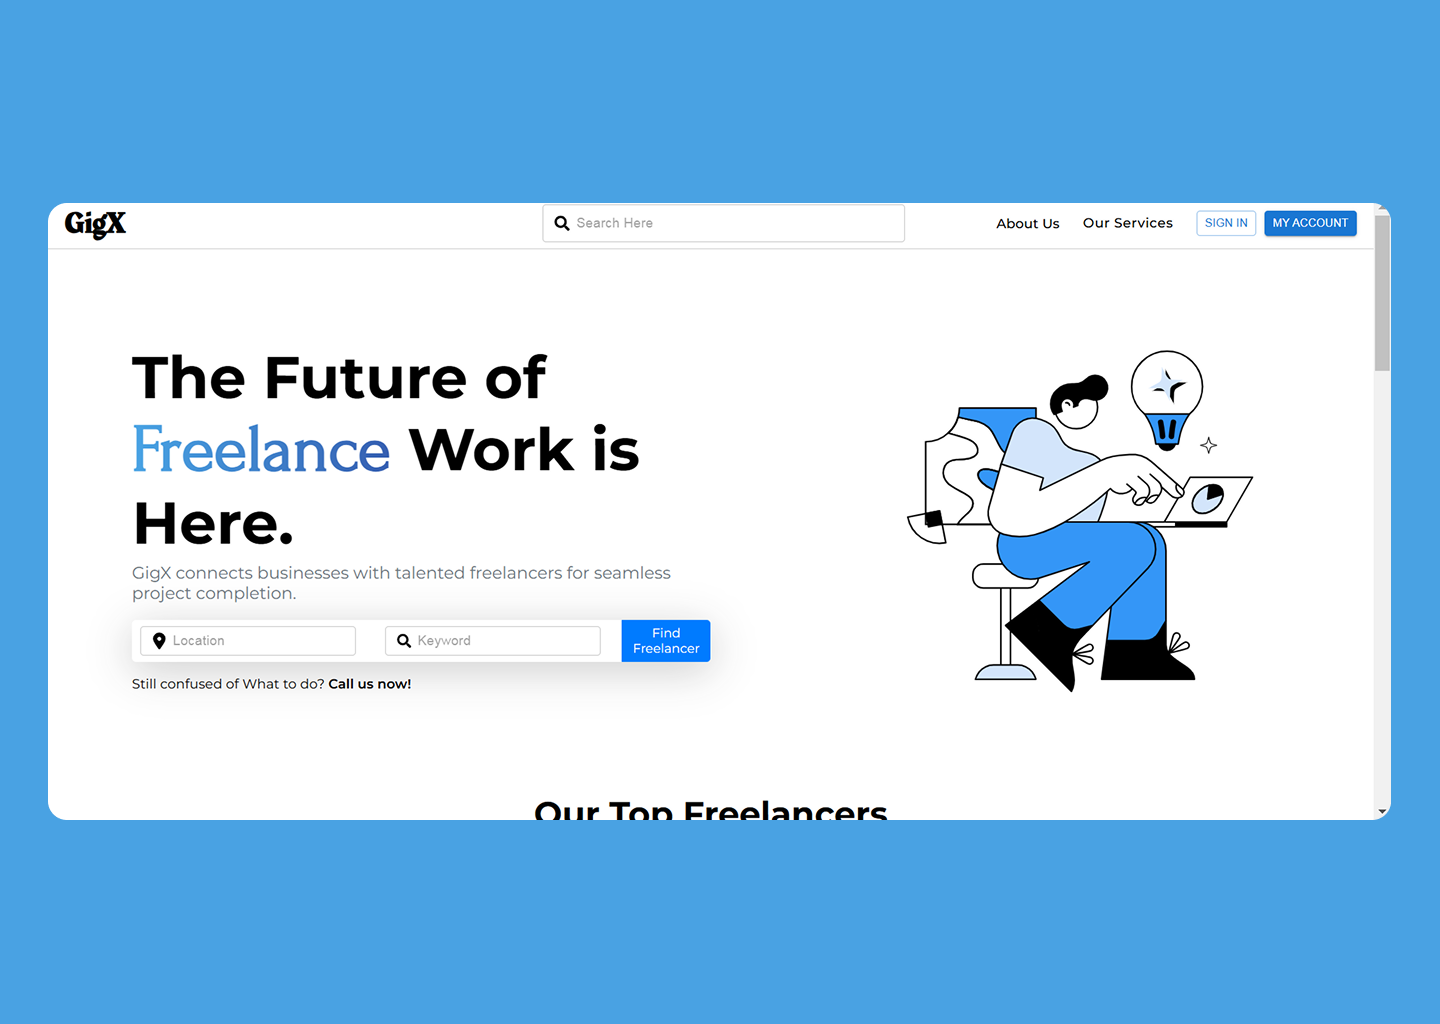 GigX
Search Here
About Us
Our Services
SIGN IN
MY ACCOUNT
The Future of
Freelance Work is
Here.
GigX connects businesses with talented freelancers for seamless
project completion.
Location
Keyword
Find
Freelancer
Still confused of What to do? Call us now!
Our Top Freelancers